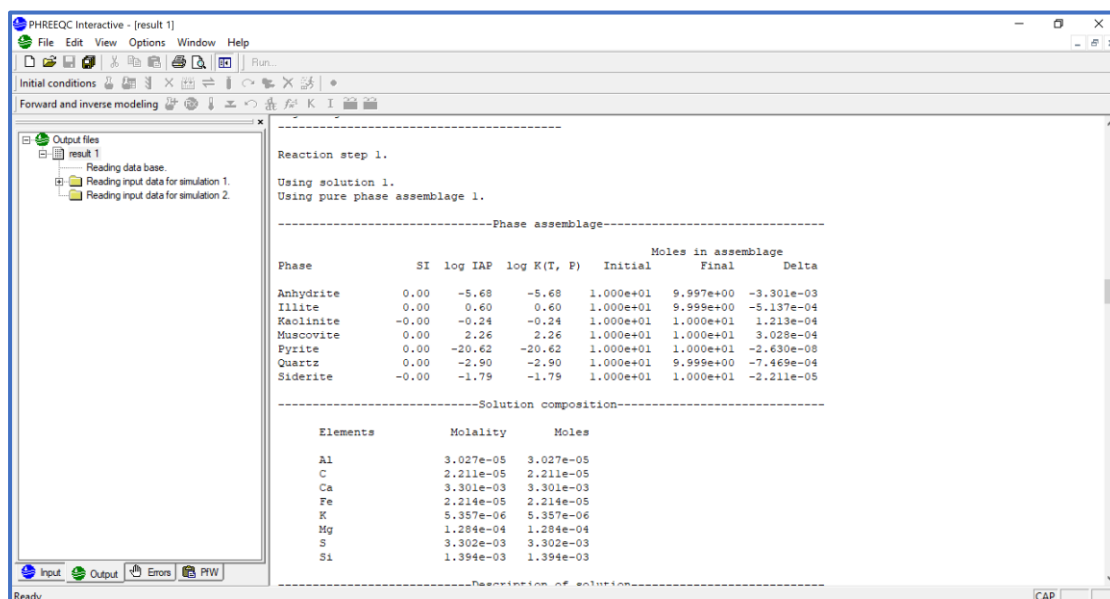 PHREEQC Interactive - [result 1]
File Edit View Options Window Help
Run...
Initial conditions
Forward and inverse modeling
Output files
result 1
Reading data base.
Reading input data for simulation 1.
Reading input data for simulation 2.
Input Output Errors PfW
Ready
-----------------------------------------
Reaction step 1.
Using solution 1.
Using pure phase assemblage 1.
-------------------------------Phase assemblage--------------------------------
Moles in assemblage
Phase SI log IAP log K(T, P) Initial Final Delta
Anhydrite 0.00 -5.68 -5.68 1.000e+01 9.997e+00 -3.301e-03
Illite 0.00 0.60 0.60 1.000e+01 9.999e+00 -5.137e-04
Kaolinite -0.00 -0.24 -0.24 1.000e+01 1.000e+01 1.213e-04
Muscovite 0.00 2.26 2.26 1.000e+01 1.000e+01 3.028e-04
Pyrite 0.00 -20.62 -20.62 1.000e+01 1.000e+01 -2.630e-08
Quartz 0.00 -2.90 -2.90 1.000e+01 9.999e+00 -7.469e-04
Siderite -0.00 -1.79 -1.79 1.000e+01 1.000e+01 -2.211e-05
-----------------------------Solution composition------------------------------
Elements Molality Moles
Al 3.027e-05 3.027e-05
C 2.211e-05 2.211e-05
Ca 3.301e-03 3.301e-03
Fe 2.214e-05 2.214e-05
K 5.357e-06 5.357e-06
Mg 1.284e-04 1.284e-04
S 3.302e-03 3.302e-03
Si 1.394e-03 1.394e-03
----------------------------Description of solution----------------------------
CAP